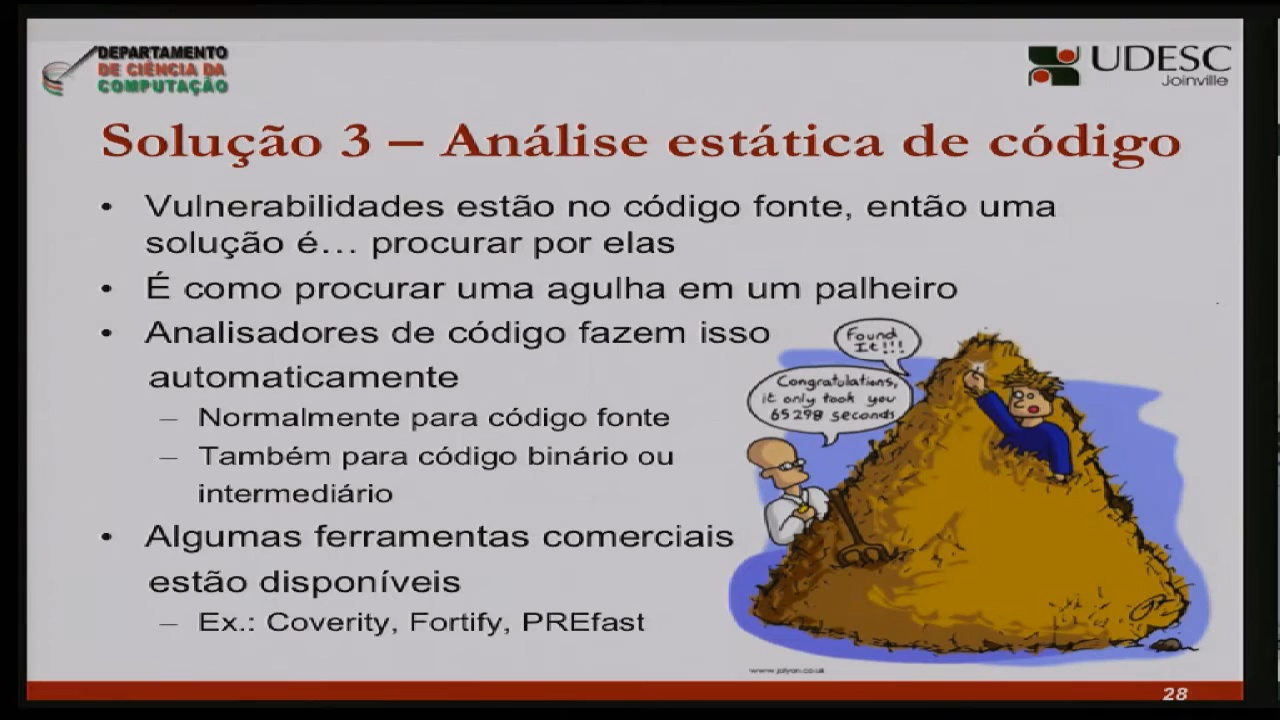 DEPARTAMENTO
DE CIÊNCIA DA
COMPUTAÇÃO
UDESC
Joinville
Solução 3 – Análise estática de código
• Vulnerabilidades estão no código fonte, então uma
solução é… procurar por elas
• É como procurar uma agulha em um palheiro
• Analisadores de código fazem isso
automaticamente
– Normalmente para código fonte
– Também para código binário ou
intermediário
• Algumas ferramentas comerciais
estão disponíveis
– Ex.: Coverity, Fortify, PREfast
Found
It!!!
Congratulations,
it only took you
65298 seconds
www.jolyon.co.uk
28